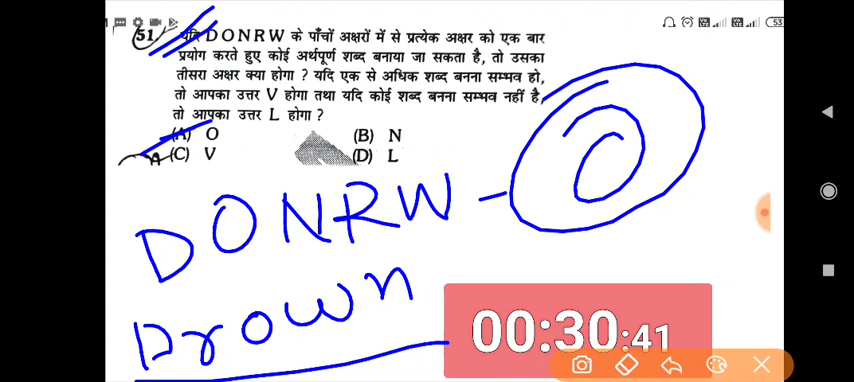 53
51. यदि D O N R W के पाँचों अक्षरों में से प्रत्येक अक्षर को एक बार
प्रयोग करते हुए कोई अर्थपूर्ण शब्द बनाया जा सकता है, तो उसका
तीसरा अक्षर क्या होगा ? यदि एक से अधिक शब्द बनना सम्भव हो,
तो आपका उत्तर V होगा तथा यदि कोई शब्द बनना सम्भव नहीं है,
तो आपका उत्तर L होगा ?
(A) O (B) N
(C) V (D) L
DONRW - O
Drown
00:30:41